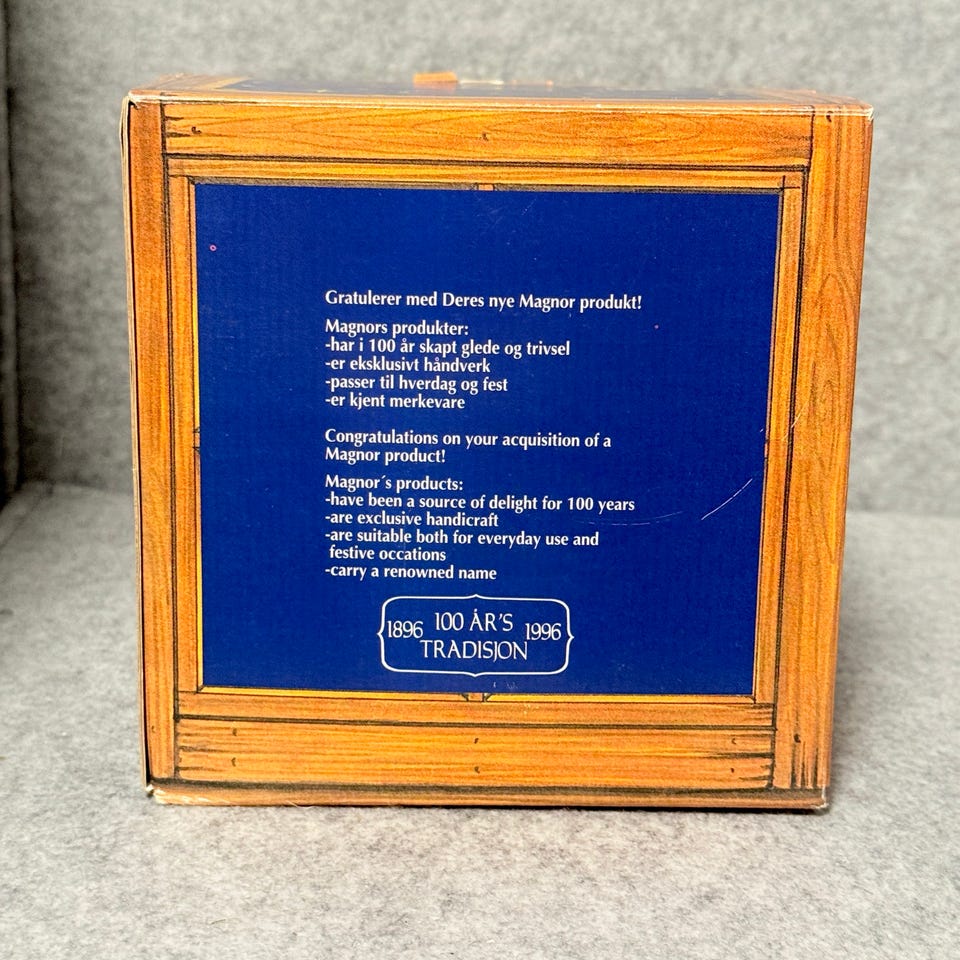 Gratulerer med Deres nye Magnor produkt!
Magnors produkter:
-har i 100 år skapt glede og trivsel
-er eksklusivt håndverk
-passer til hverdag og fest
-er kjent merkevare
Congratulations on your acquisition of a
Magnor product!
Magnor´s products:
-have been a source of delight for 100 years
-are exclusive handicraft
-are suitable both for everyday use and
festive occations
-carry a renowned name
1896 100 ÅR'S 1996
TRADISJON